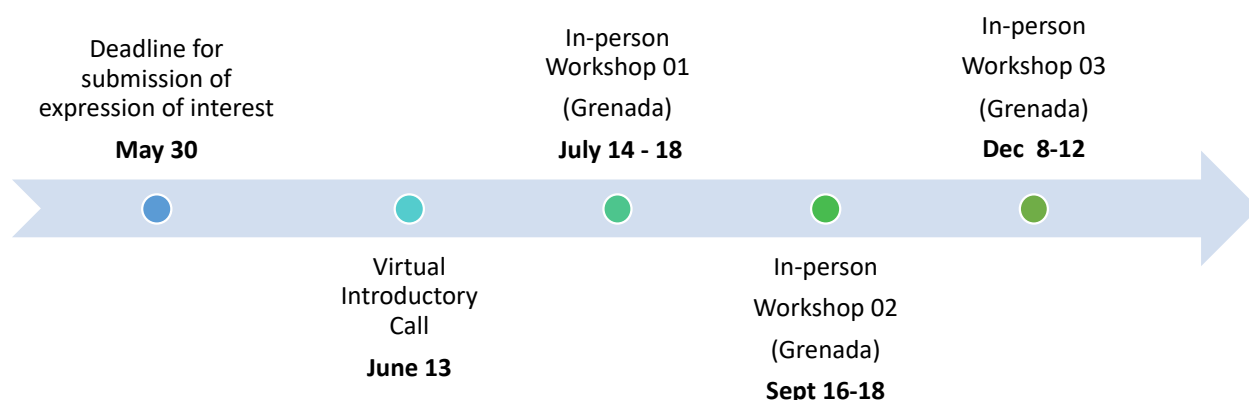 Deadline for
submission of
expression of interest
May 30
Virtual
Introductory
Call
June 13
In-person
Workshop 01
(Grenada)
July 14 - 18
In-person
Workshop 02
(Grenada)
Sept 16-18
In-person
Workshop 03
(Grenada)
Dec 8-12